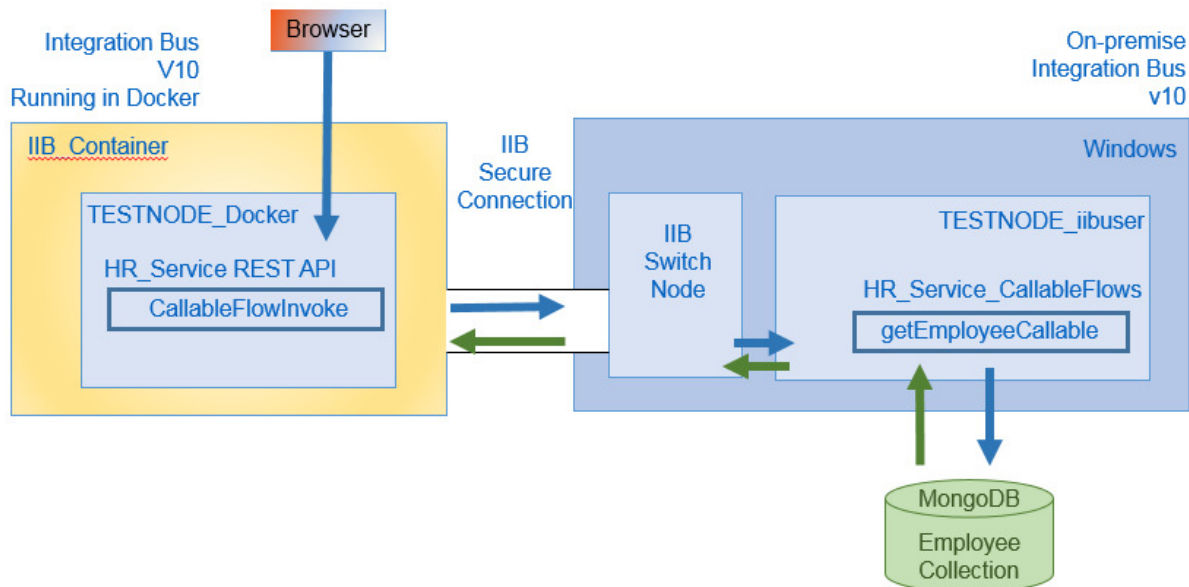 Browser
Integration Bus
V10
Running in Docker
On-premise
Integration Bus
v10
IIB_Container
IIB
Secure
Connection
Windows
TESTNODE_Docker
HR_Service REST API
CallableFlowInvoke
IIB
Switch
Node
TESTNODE_iibuser
HR_Service_CallableFlows
getEmployeeCallable
MongoDB
Employee
Collection